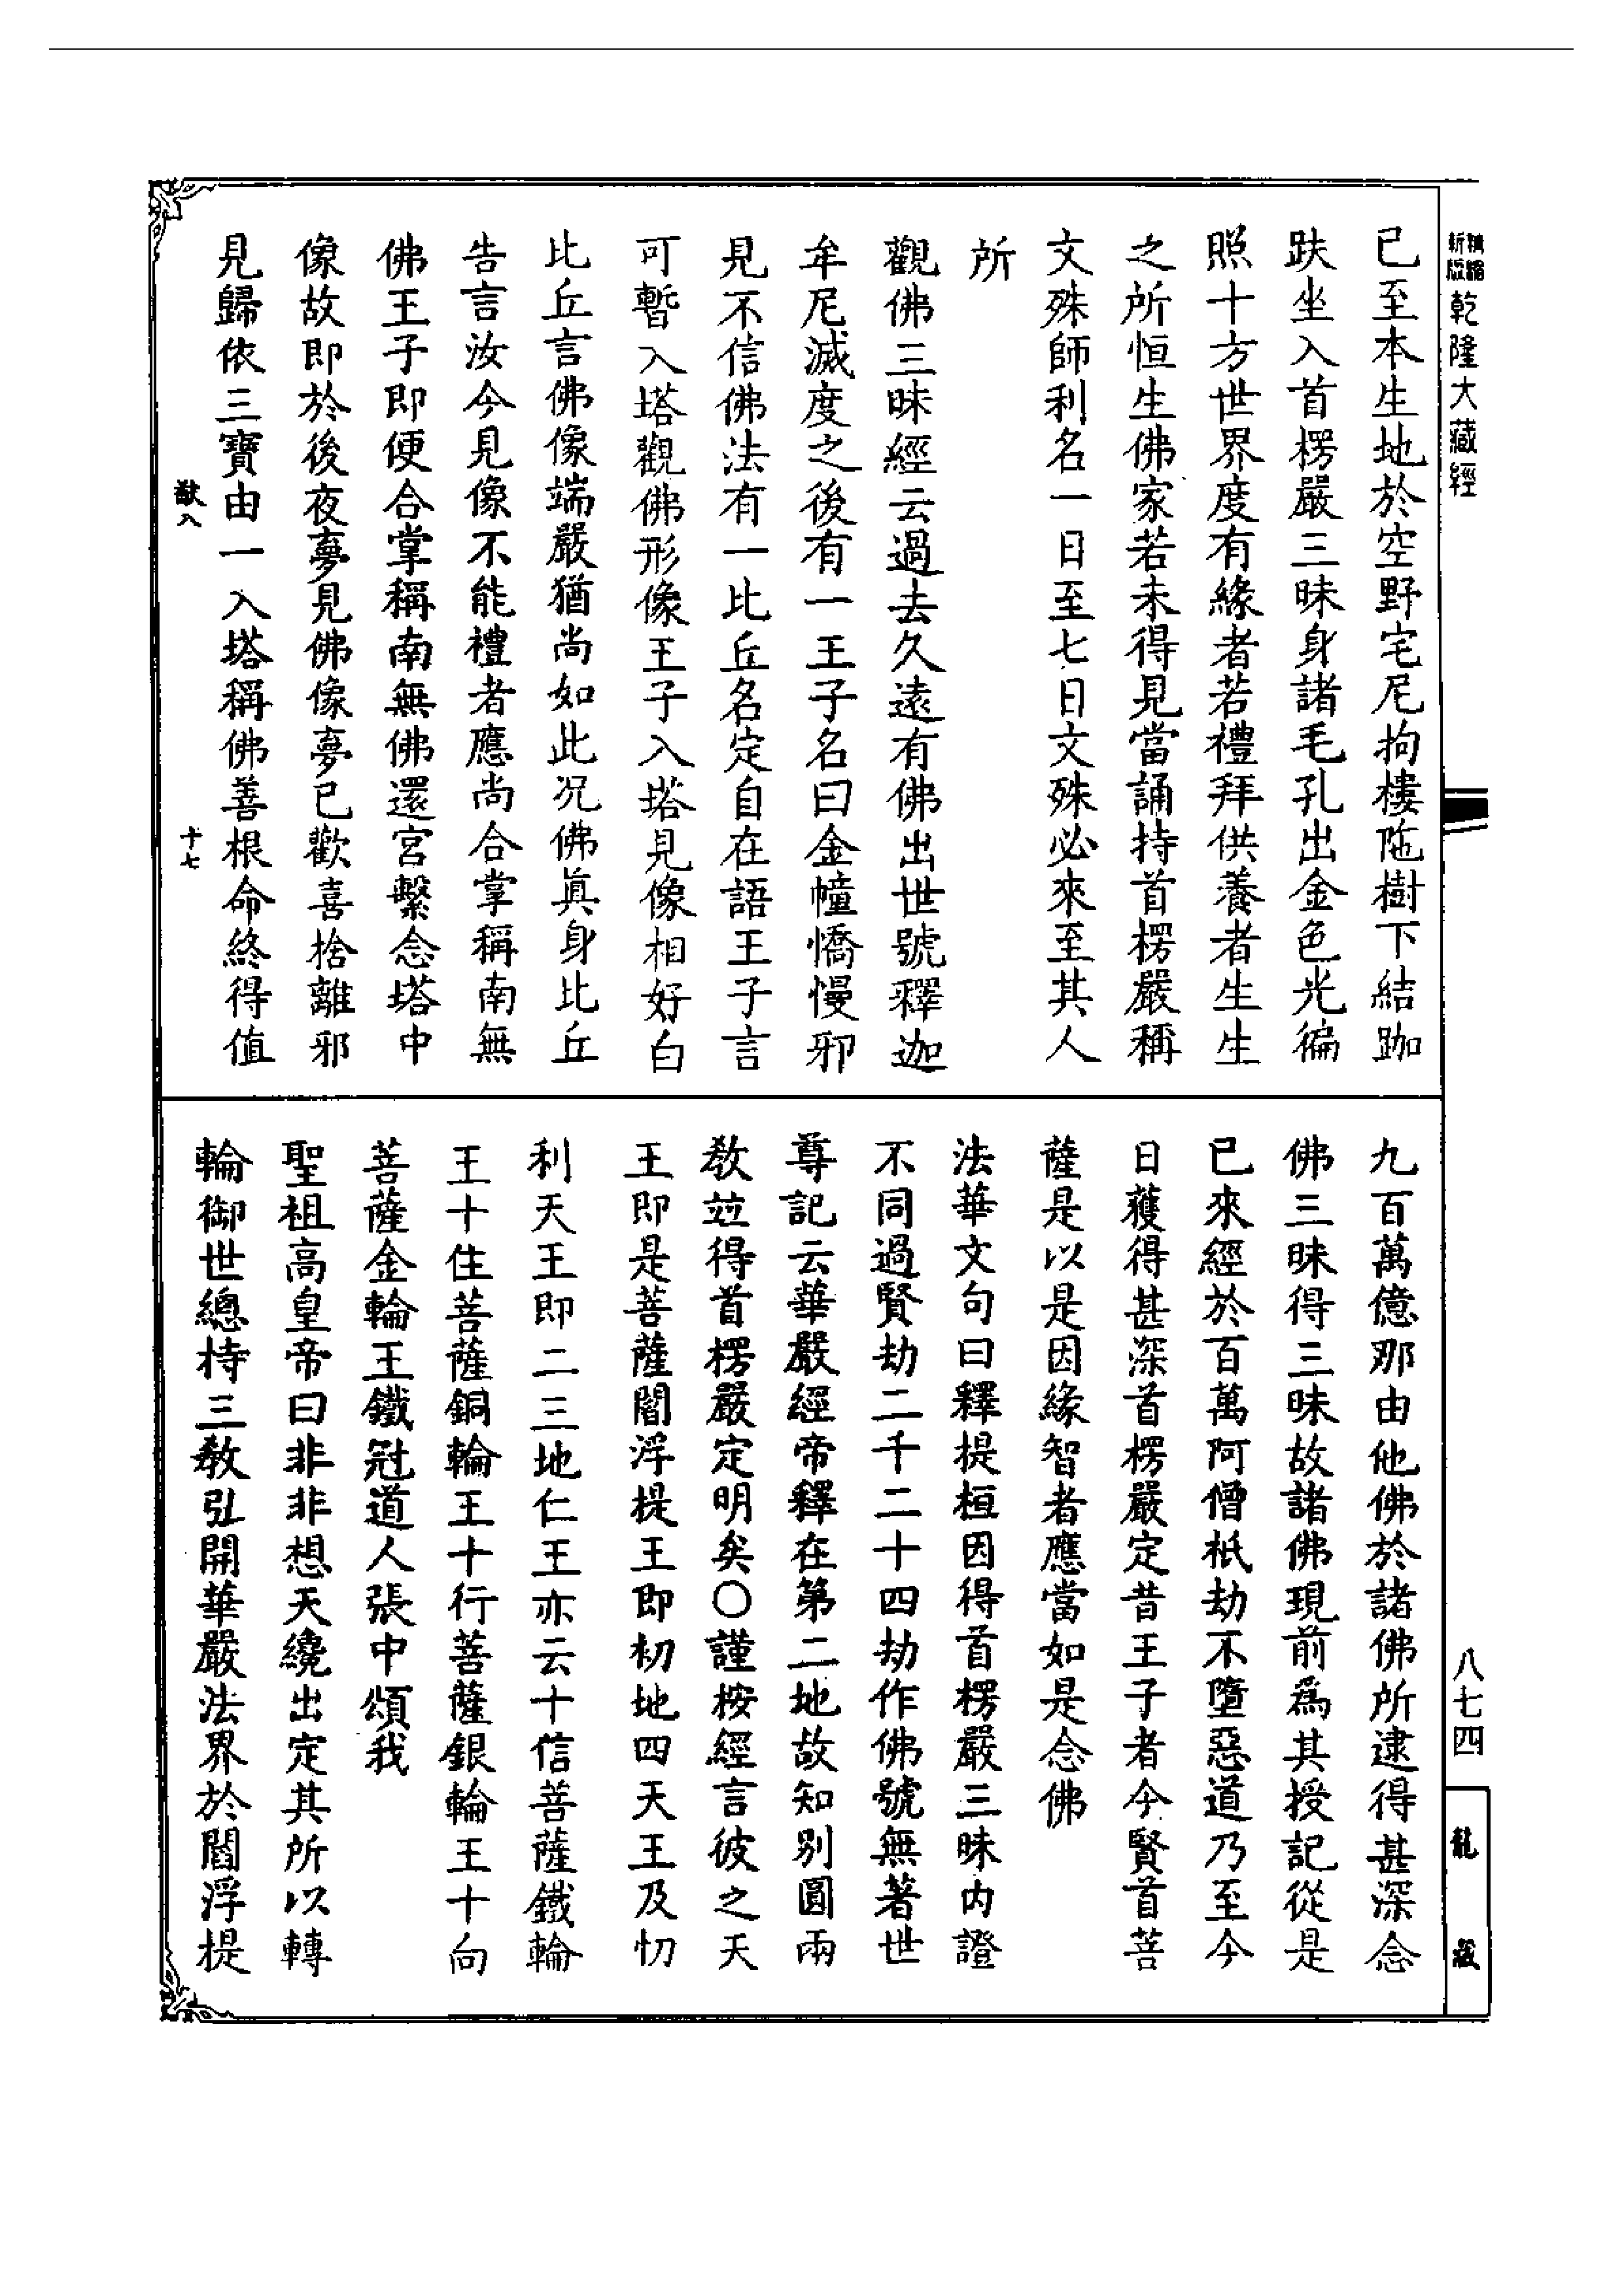 精縮新版乾隆大藏經
已至本生地於空野宅尼拘樓陁樹下結跏
趺坐入首楞嚴三昧身諸毛孔出金色光徧
照十方世界度有緣者若禮拜供養者生生
之所恒生佛家若未得見當誦持首楞嚴稱
文殊師利名一日至七日文殊必來至其人
所
觀佛三昧經云過去久遠有佛出世號釋迦
牟尼滅度之後有一王子名曰金幢憍慢邪
見不信佛法有一比丘名定自在語王子言
可暫入塔觀佛形像王子入塔見像相好白
比丘言佛像端嚴猶尚如此况佛眞身比丘
告言汝今見像不能禮者應尚合掌稱南無
佛王子即便合掌稱南無佛還宮繫念塔中
像故即於後夜夢見佛像夢已歡喜捨離邪
見歸依三寶由一入塔稱佛善根命終得值
猷八
十七
九百萬億那由他佛於諸佛所逮得甚深念
佛三昧得三昧故諸佛現前爲其授記從是
已來經於百萬阿僧祇劫不墮惡道乃至今
日獲得甚深首楞嚴定昔王子者今賢首菩
薩是以是因緣智者應當如是念佛
法華文句曰釋提桓因得首楞嚴三昧內證
不同過賢劫二千二十四劫作佛號無著世
尊記云華嚴經帝釋在第二地故知別圓兩
教竝得首楞嚴定明矣○謹按經言彼之天
王即是菩薩閻浮提王即初地四天王及忉
利天王即二三地仁王亦云十信菩薩鐵輪
王十住菩薩銅輪王十行菩薩銀輪王十向
菩薩金輪王鐵冠道人張中頌我
聖祖高皇帝曰非非想天纔出定其所以轉
輪御世總持三教弘開華嚴法界於閻浮提
八七四
龍藏